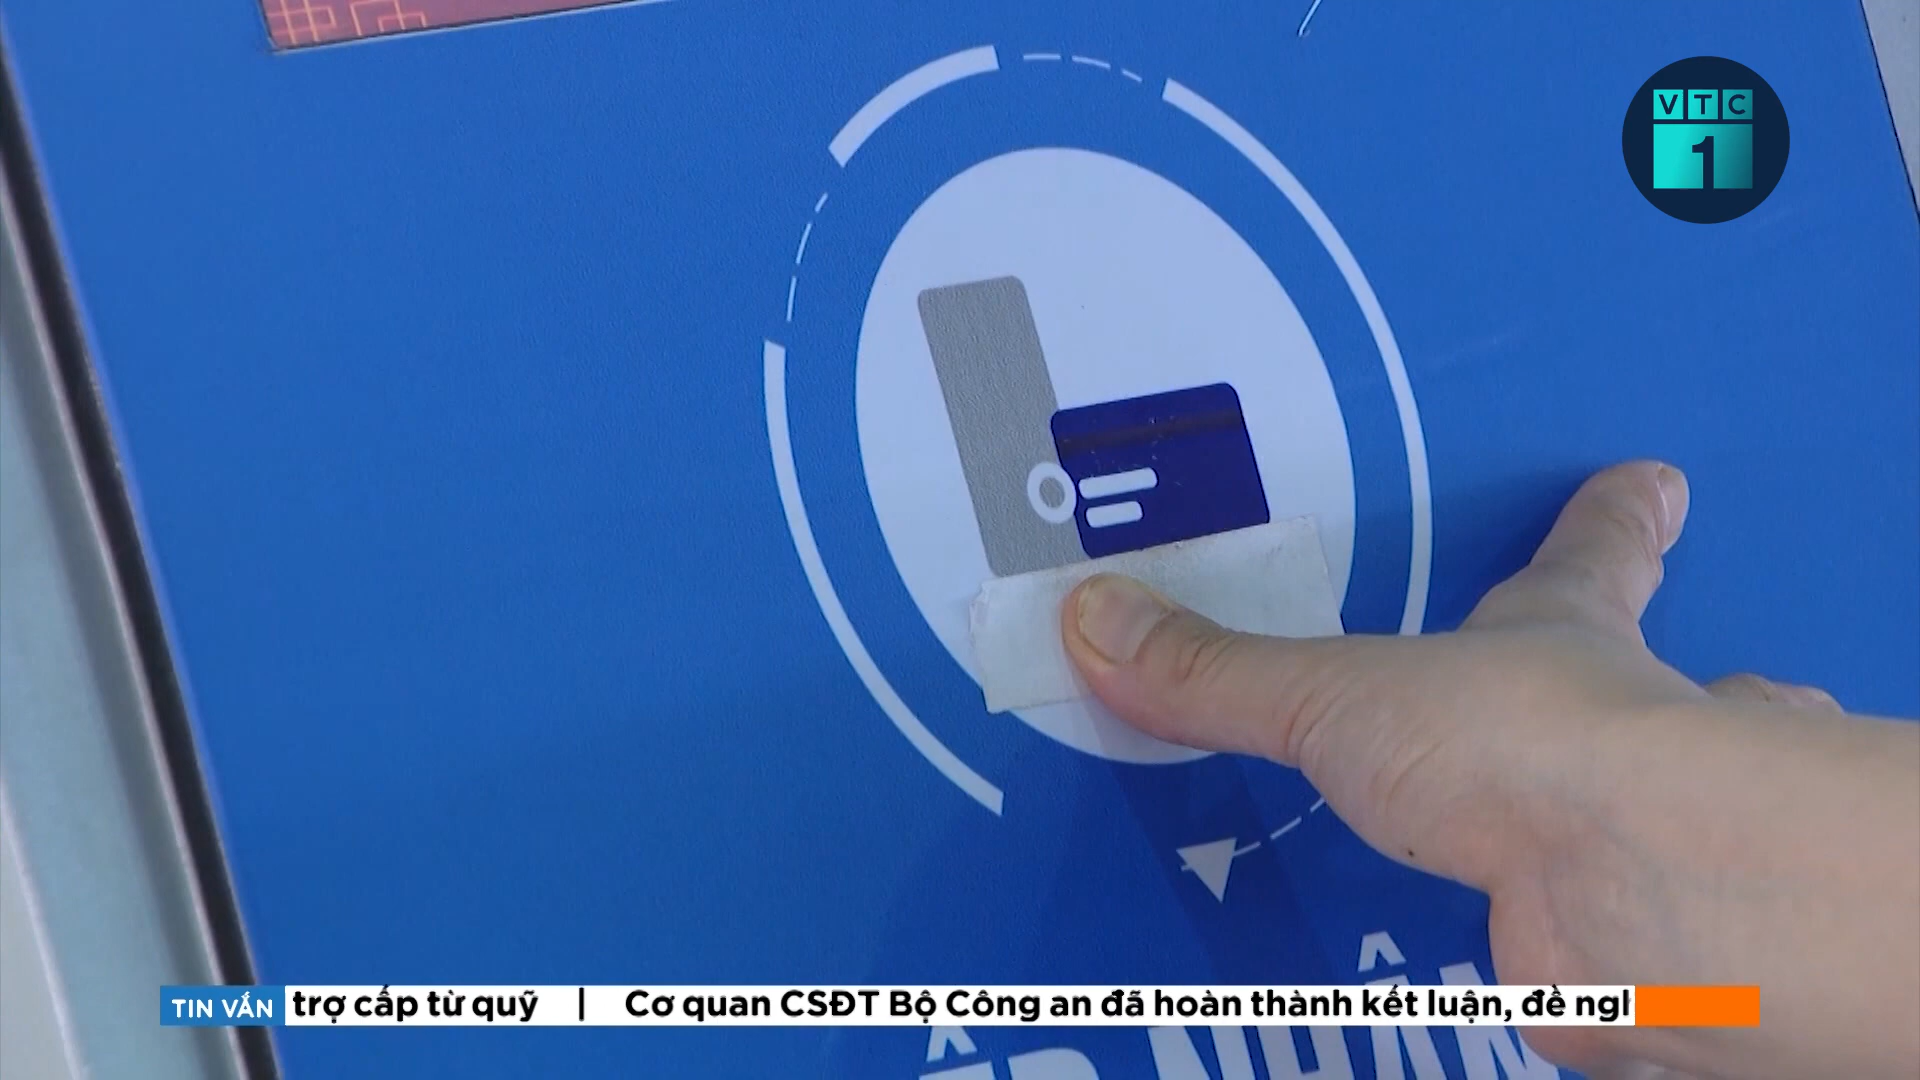 VTC
1
TIN VẮN trợ cấp từ quỹ | Cơ quan CSĐT Bộ Công an đã hoàn thành kết luận, đề